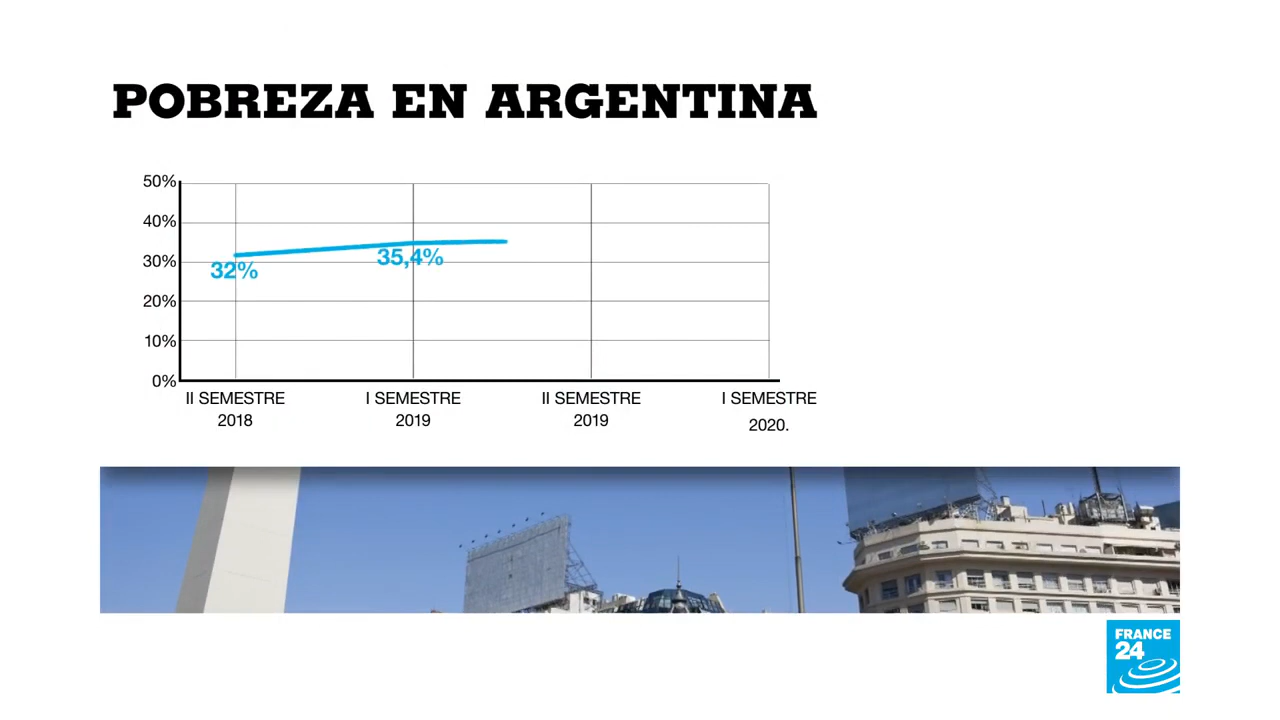 POBREZA EN ARGENTINA
50%
40%
30%
20%
10%
0%
32%
35,4%
II SEMESTRE
2018
I SEMESTRE
2019
II SEMESTRE
2019
I SEMESTRE
2020.
FRANCE
24